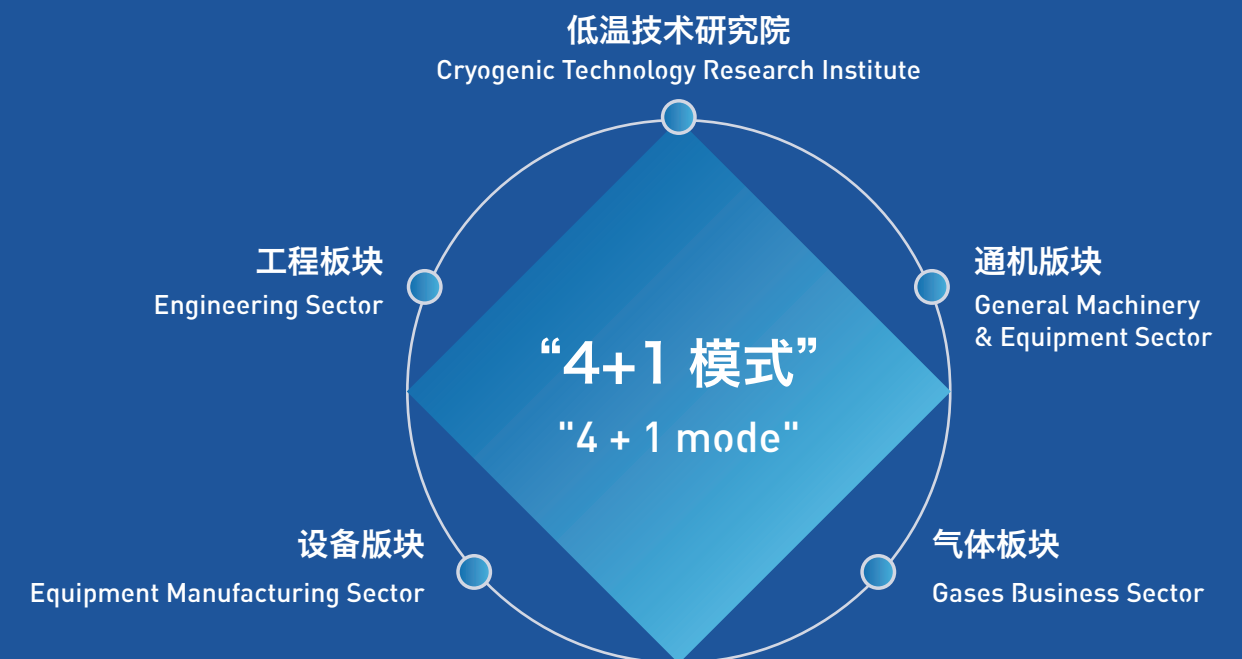 低温技术研究院
Cryogenic Technology Research Institute
工程板块
Engineering Sector
通机版块
General Machinery
& Equipment Sector
“4+1 模式”
"4 + 1 mode"
设备版块
Equipment Manufacturing Sector
气体板块
Gases Business Sector